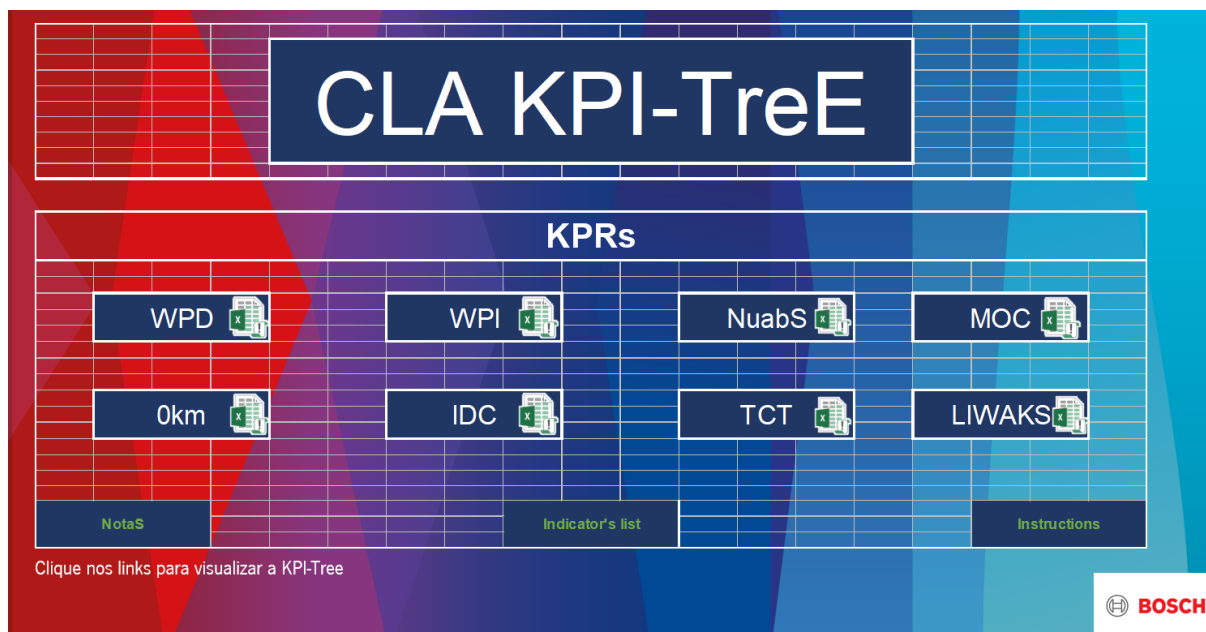 CLA KPI-TreE
KPRs
WPD WPI NuabS MOC
0km IDC TCT LIWAKS
NotaS Indicator's list Instructions
Clique nos links para visualizar a KPI-Tree
BOSCH